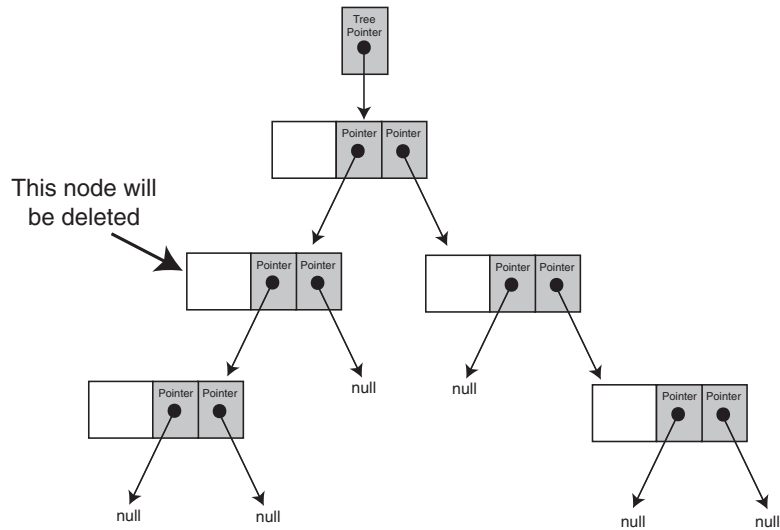 Tree
Pointer
Pointer Pointer
This node will
be deleted
Pointer Pointer
Pointer Pointer
null
null
Pointer Pointer
Pointer Pointer
null
null
null
null